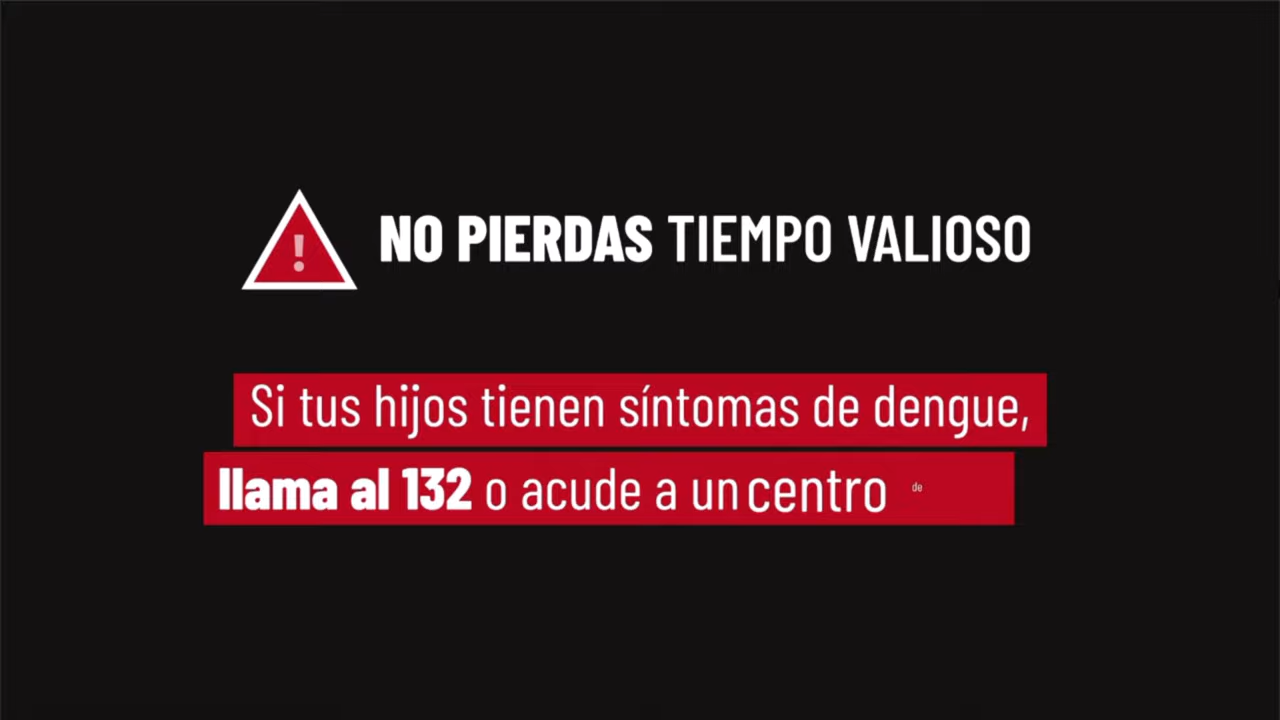 NO PIERDAS TIEMPO VALIOSO
Si tus hijos tienen síntomas de dengue,
llama al 132 o acude a un centro de